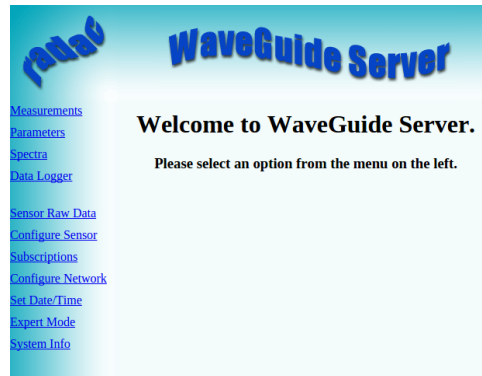 radac
WaveGuide Server
Measurements
Parameters
Spectra
Data Logger
Sensor Raw Data
Configure Sensor
Subscriptions
Configure Network
Set Date/Time
Expert Mode
System Info
Welcome to WaveGuide Server.
Please select an option from the menu on the left.